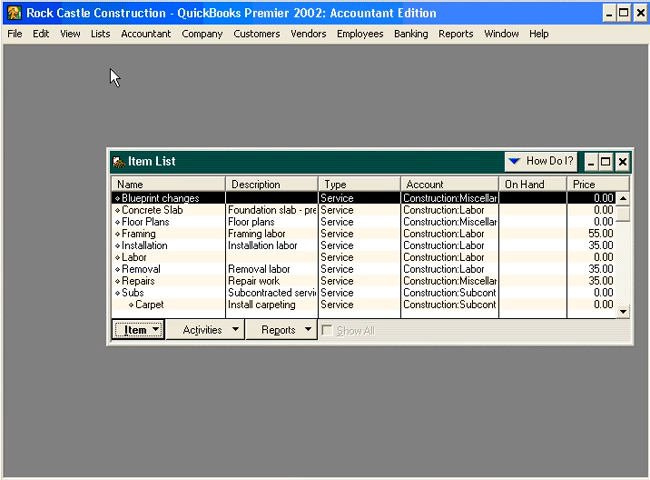 Rock Castle Construction - QuickBooks Premier 2002: Accountant Edition
File Edit View Lists Accountant Company Customers Vendors Employees Banking Reports Window Help
Item List How Do I?
Name Description Type Account On Hand Price
Blueprint changes Service Construction:Miscellar 0.00
Concrete Slab Foundation slab - pre Service Construction:Labor 0.00
Floor Plans Floor plans Service Construction:Miscellar 0.00
Framing Framing labor Service Construction:Labor 55.00
Installation Installation labor Service Construction:Labor 35.00
Labor Service Construction:Labor 0.00
Removal Removal labor Service Construction:Labor 35.00
Repairs Repair work Service Construction:Miscellar 35.00
Subs Subcontracted servi Service Construction:Subcont 0.00
Carpet Install carpeting Service Construction:Subcont 0.00
Item Activities Reports Show All